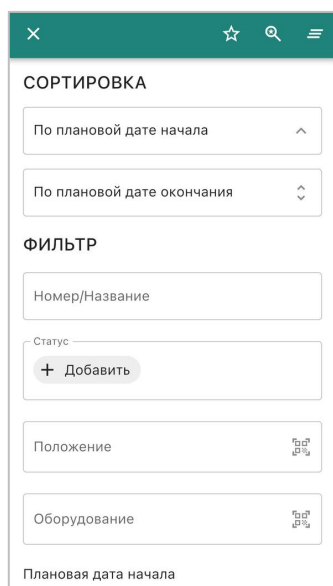 СОРТИРОВКА
По плановой дате начала
По плановой дате окончания
ФИЛЬТР
Номер/Название
Статус
+ Добавить
Положение
Оборудование
Плановая дата начала